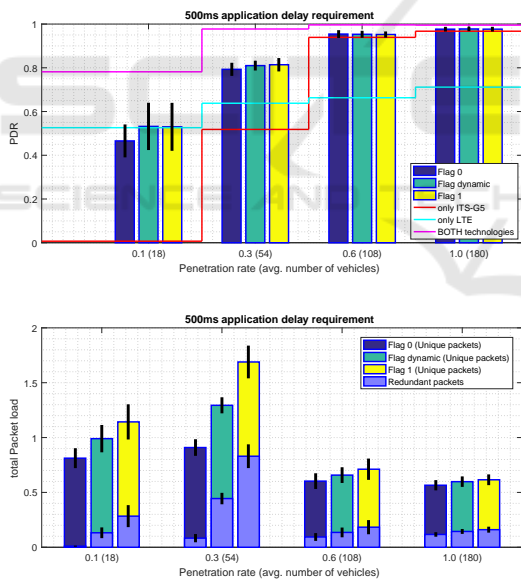 500ms application delay requirement
1
0.8
0.6
0.4
0.2
0
PDR
Flag 0
Flag dynamic
Flag 1
only ITS-G5
only LTE
BOTH technologies
0.1 (18) 0.3 (54) 0.6 (108) 1.0 (180)
Penetration rate (avg. number of vehicles)
SCIENCE AND TECH
500ms application delay requirement
2
1.5
1
0.5
0
total Packet load
Flag 0 (Unique packets)
Flag dynamic (Unique packets)
Flag 1 (Unique packets)
Redundant packets
0.1 (18) 0.3 (54) 0.6 (108) 1.0 (180)
Penetration rate (avg. number of vehicles)